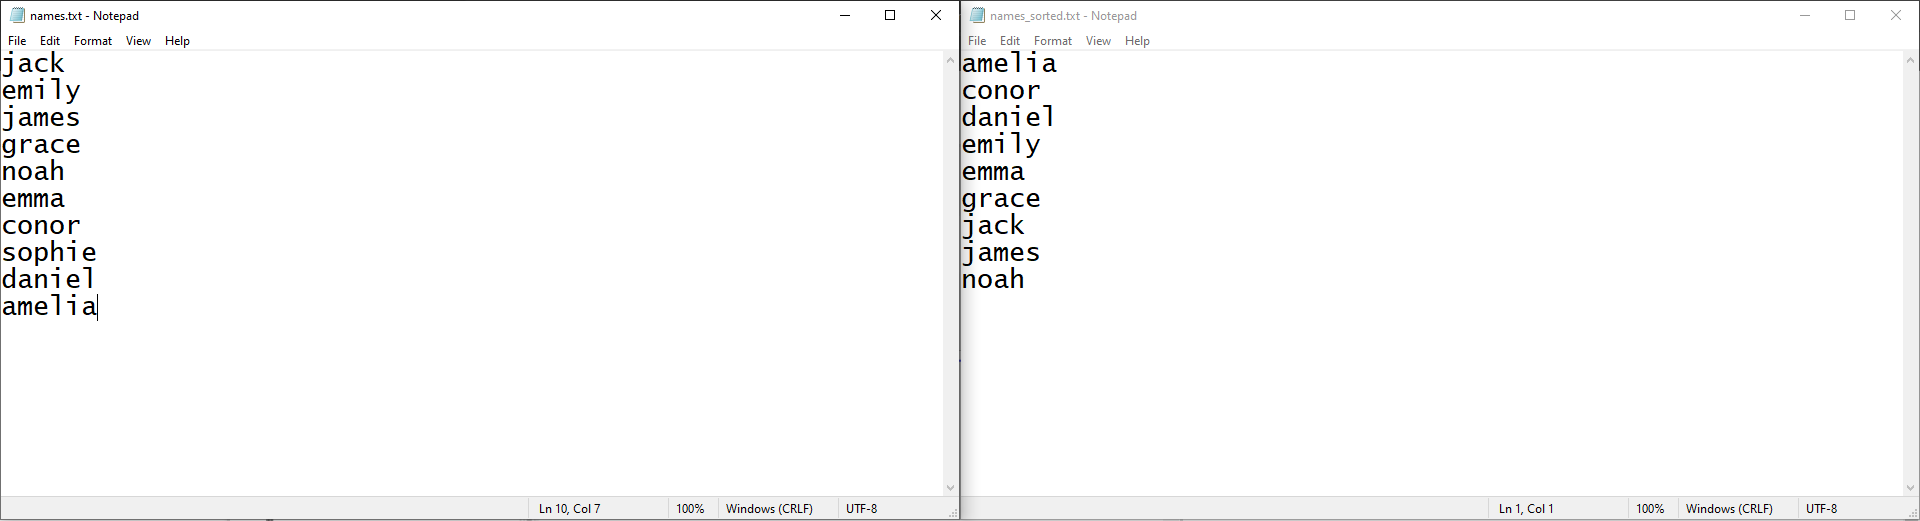 names.txt - Notepad
File Edit Format View Help
jack
emily
james
grace
noah
emma
conor
sophie
daniel
amelia
Ln 10, Col 7 100% Windows (CRLF) UTF-8
names_sorted.txt - Notepad
File Edit Format View Help
amelia
conor
daniel
emily
emma
grace
jack
james
noah
Ln 1, Col 1 100% Windows (CRLF) UTF-8